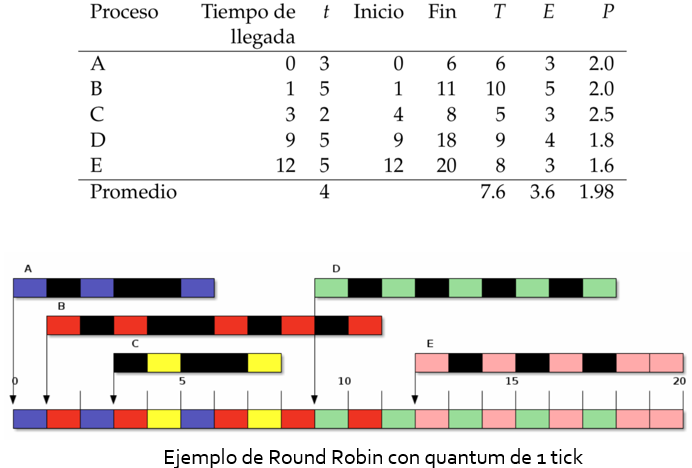 Proceso Tiempo de llegada t Inicio Fin T E P
A 0 3 0 6 6 3 2.0
B 1 5 1 11 10 5 2.0
C 3 2 4 8 5 3 2.5
D 9 5 9 18 9 4 1.8
E 12 5 12 20 8 3 1.6
Promedio 4 7.6 3.6 1.98
A D
B
C E
0 5 10 15 20
Ejemplo de Round Robin con quantum de 1 tick